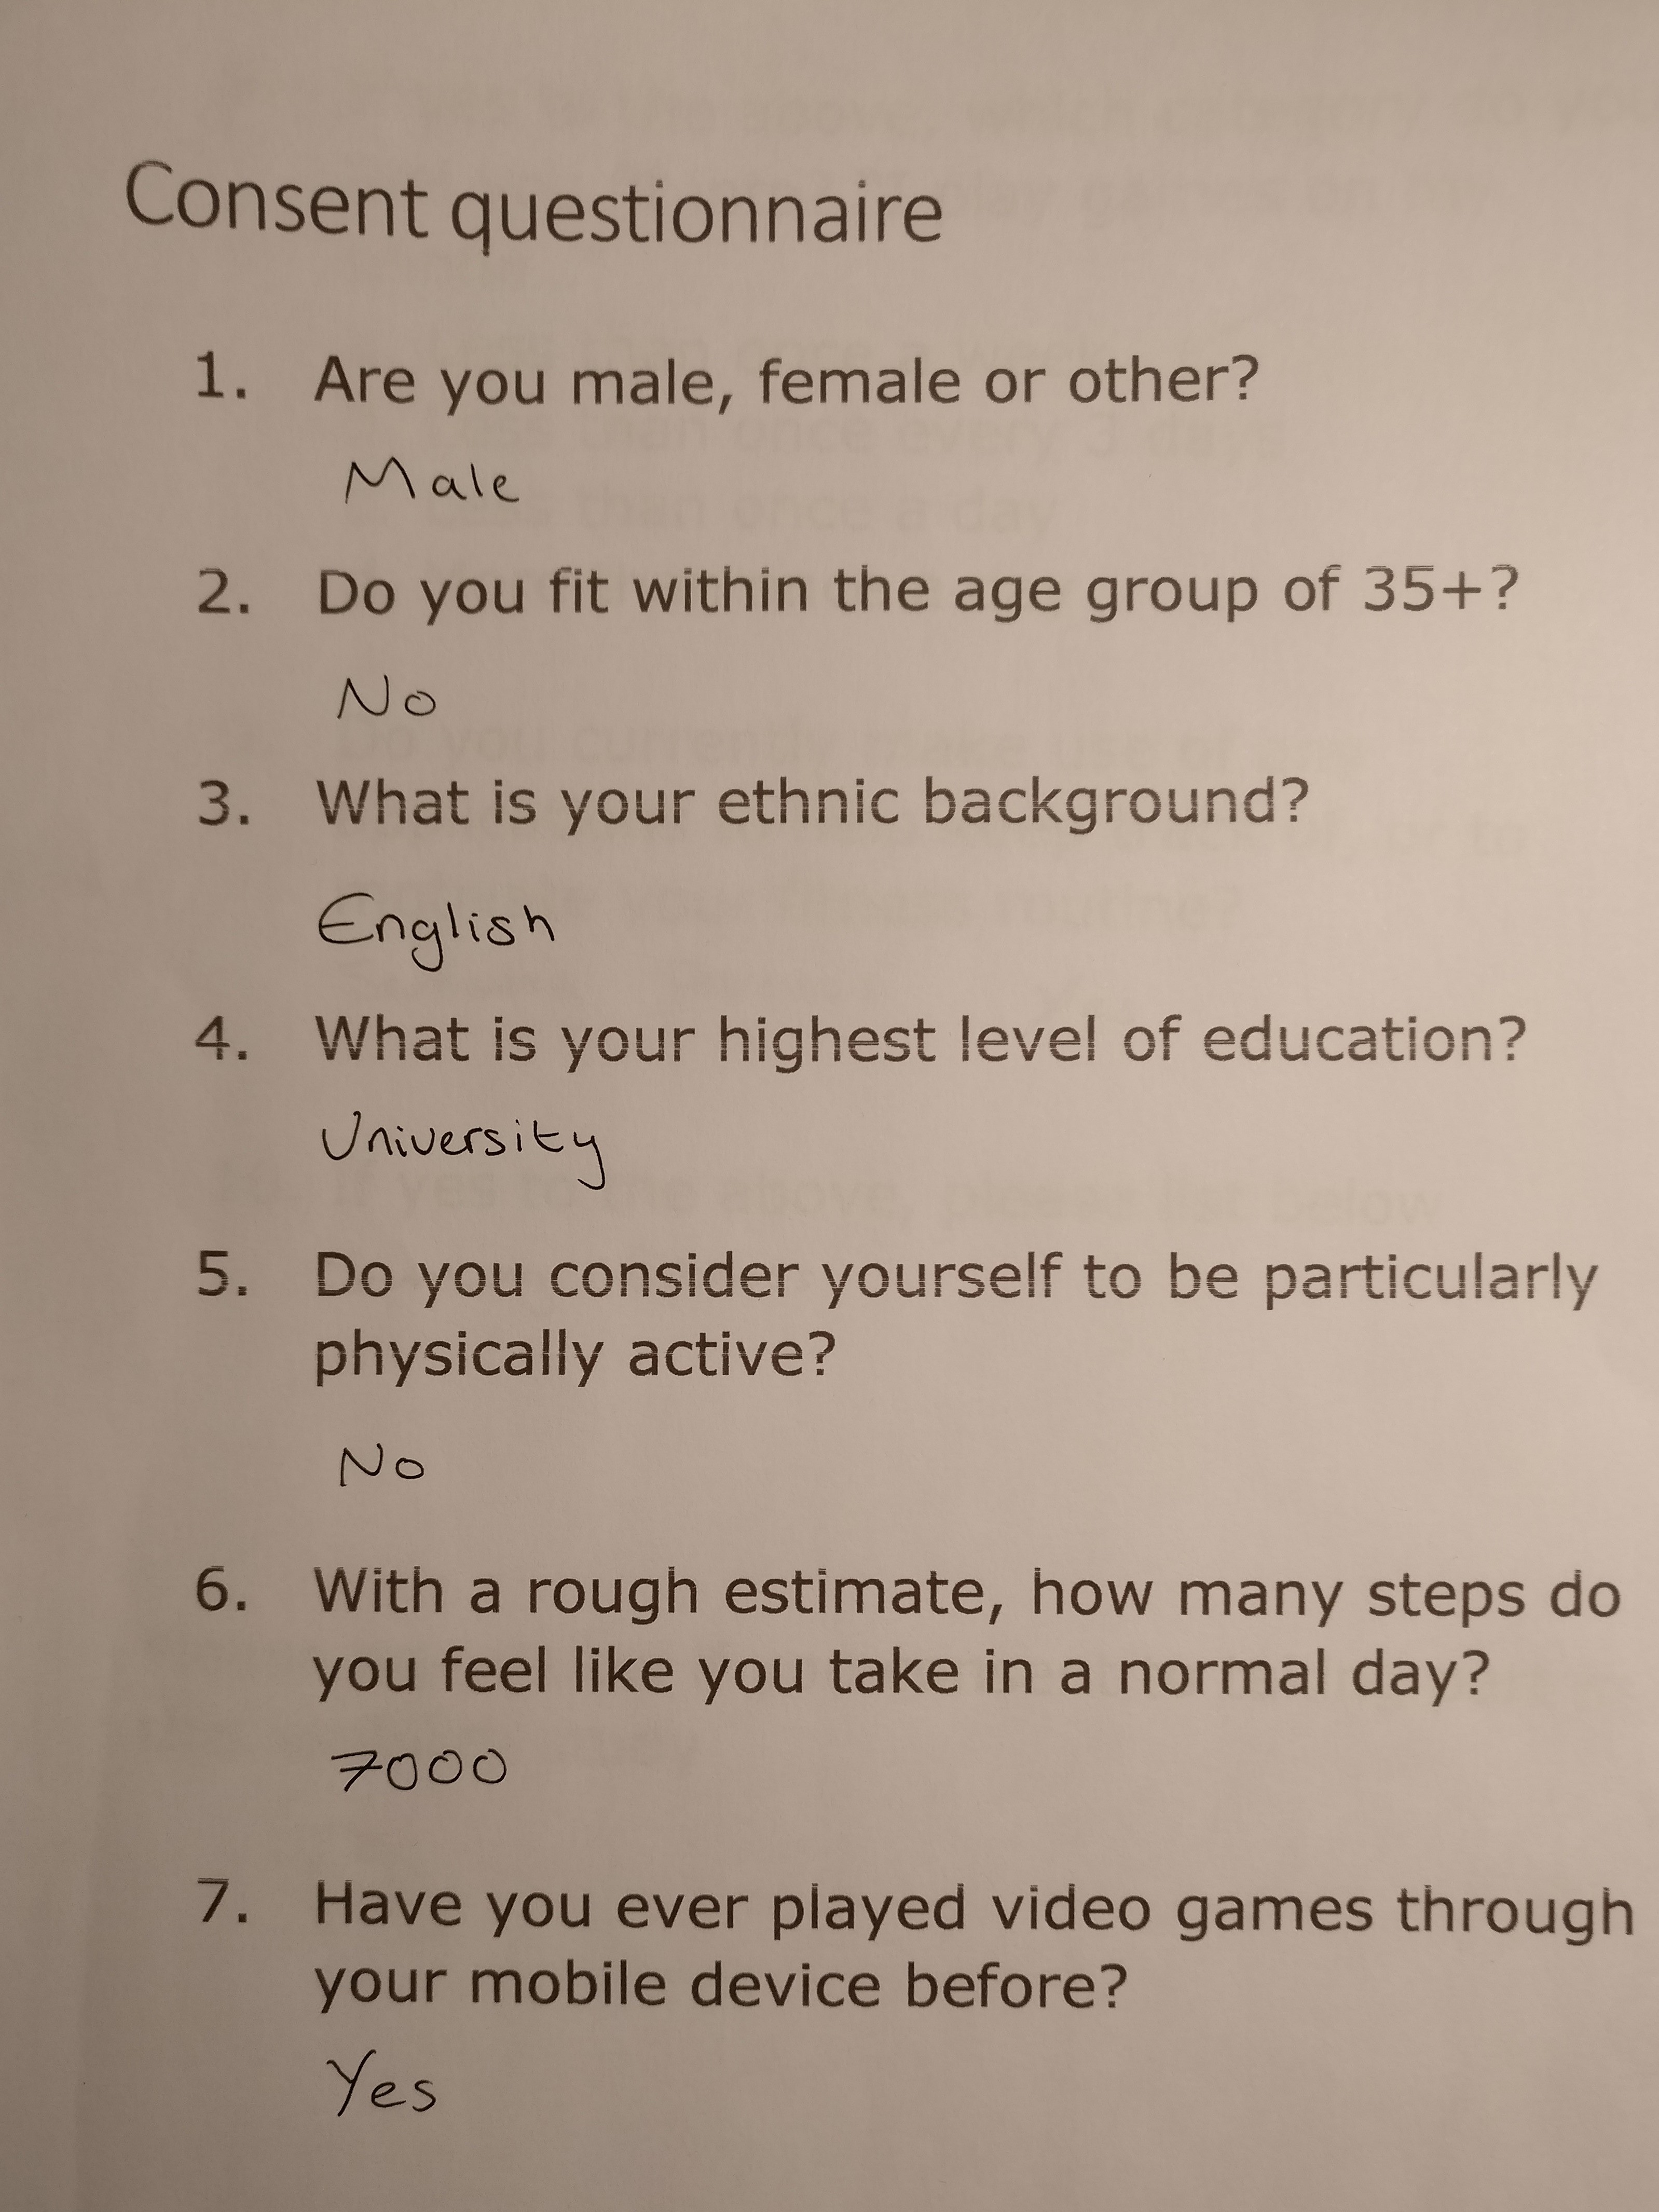 Consent questionnaire
1. Are you male, female or other?
Male
2. Do you fit within the age group of 35+?
No
3. What is your ethnic background?
English
4. What is your highest level of education?
University
5. Do you consider yourself to be particularly
physically active?
No
6. With a rough estimate, how many steps do
you feel like you take in a normal day?
7000
7. Have you ever played video games through
your mobile device before?
Yes